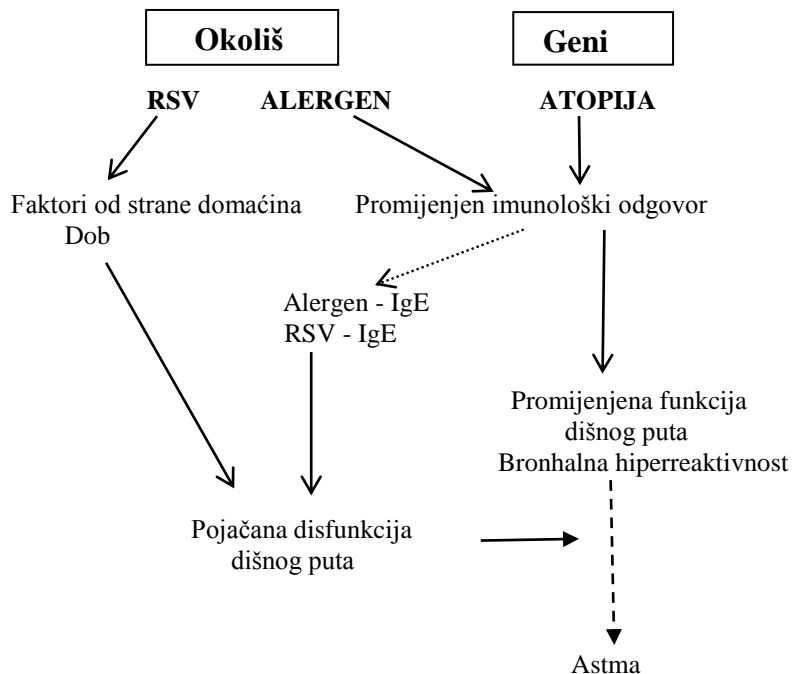 Okoliš
Geni
RSV
ALERGEN
ATOPIJA
Faktori od strane domaćina
Dob
Promijenjen imunološki odgovor
Alergen - IgE
RSV - IgE
Promijenjena funkcija
dišnog puta
Bronhalna hiperreaktivnost
Pojačana disfunkcija
dišnog puta
Astma